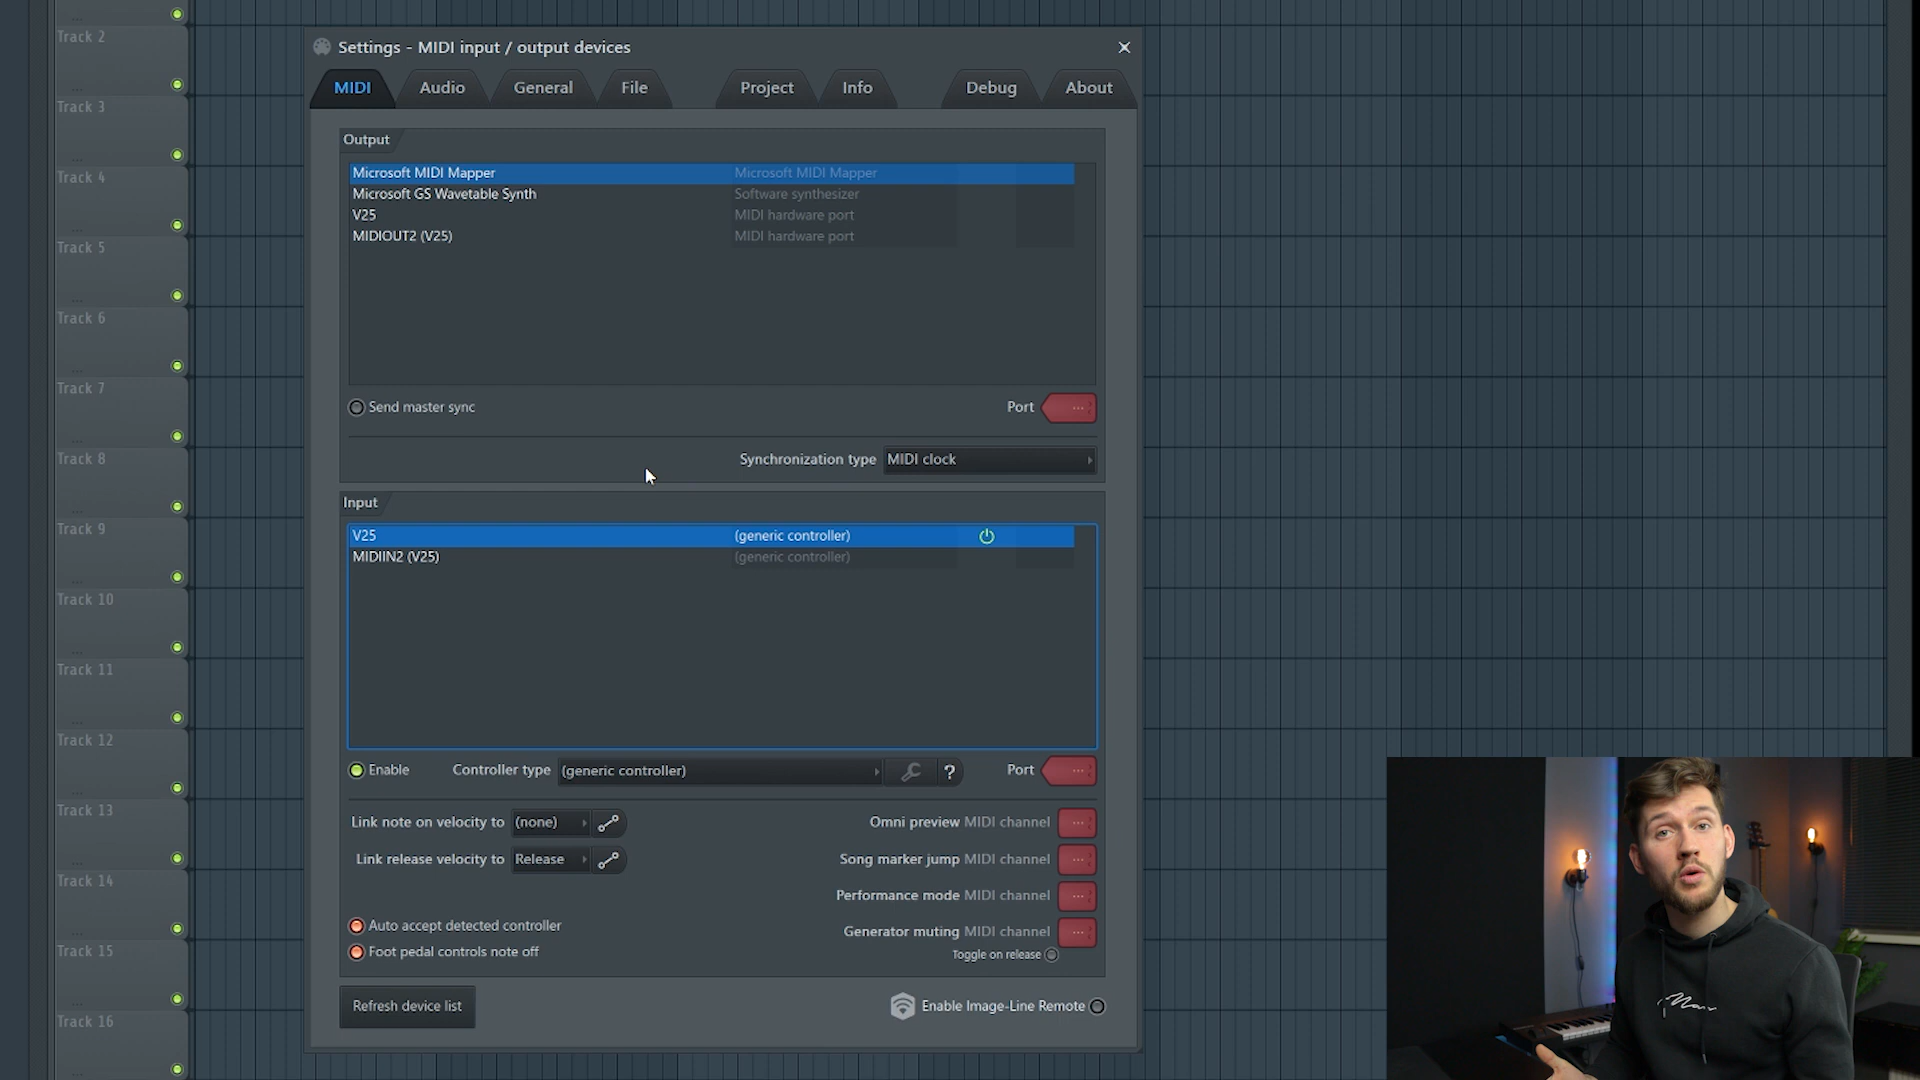 Track 2
Track 3
Track 4
Track 5
Track 6
Track 7
Track 8
Track 9
Track 10
Track 11
Track 12
Track 13
Track 14
Track 15
Track 16
Settings - MIDI input / output devices
MIDI Audio General File Project Info Debug About
Output
Microsoft MIDI Mapper Microsoft MIDI Mapper
Microsoft GS Wavetable Synth Software synthesizer
V25 MIDI hardware port
MIDIOUT2 (V25) MIDI hardware port
Send master sync Port ...
Synchronization type MIDI clock
Input
V25 (generic controller)
MIDIIN2 (V25) (generic controller)
Enable Controller type (generic controller) ? Port ...
Link note on velocity to (none) Omni preview MIDI channel ...
Link release velocity to Release Song marker jump MIDI channel ...
Performance mode MIDI channel ...
Auto accept detected controller Generator muting MIDI channel ...
Foot pedal controls note off Toggle on release
Refresh device list Enable Image-Line Remote